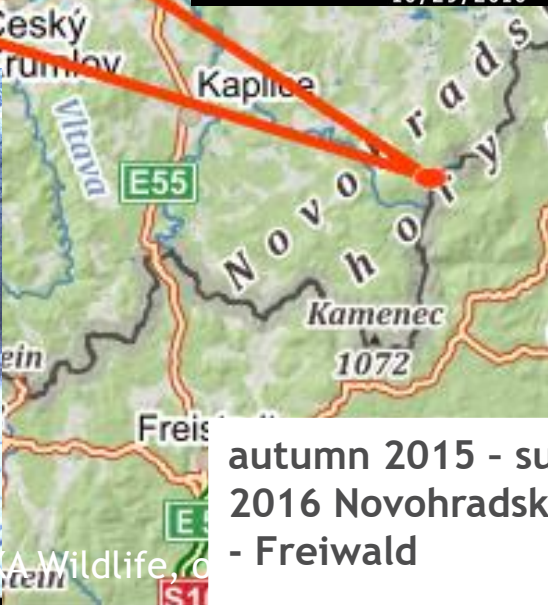 Český
Krumlov
Kaplice
Vltava
E55
Novohradské
hory
Kamenec
1072
autumn 2015 – su
2016 Novohradsk
- Freiwald
Wildlife, o